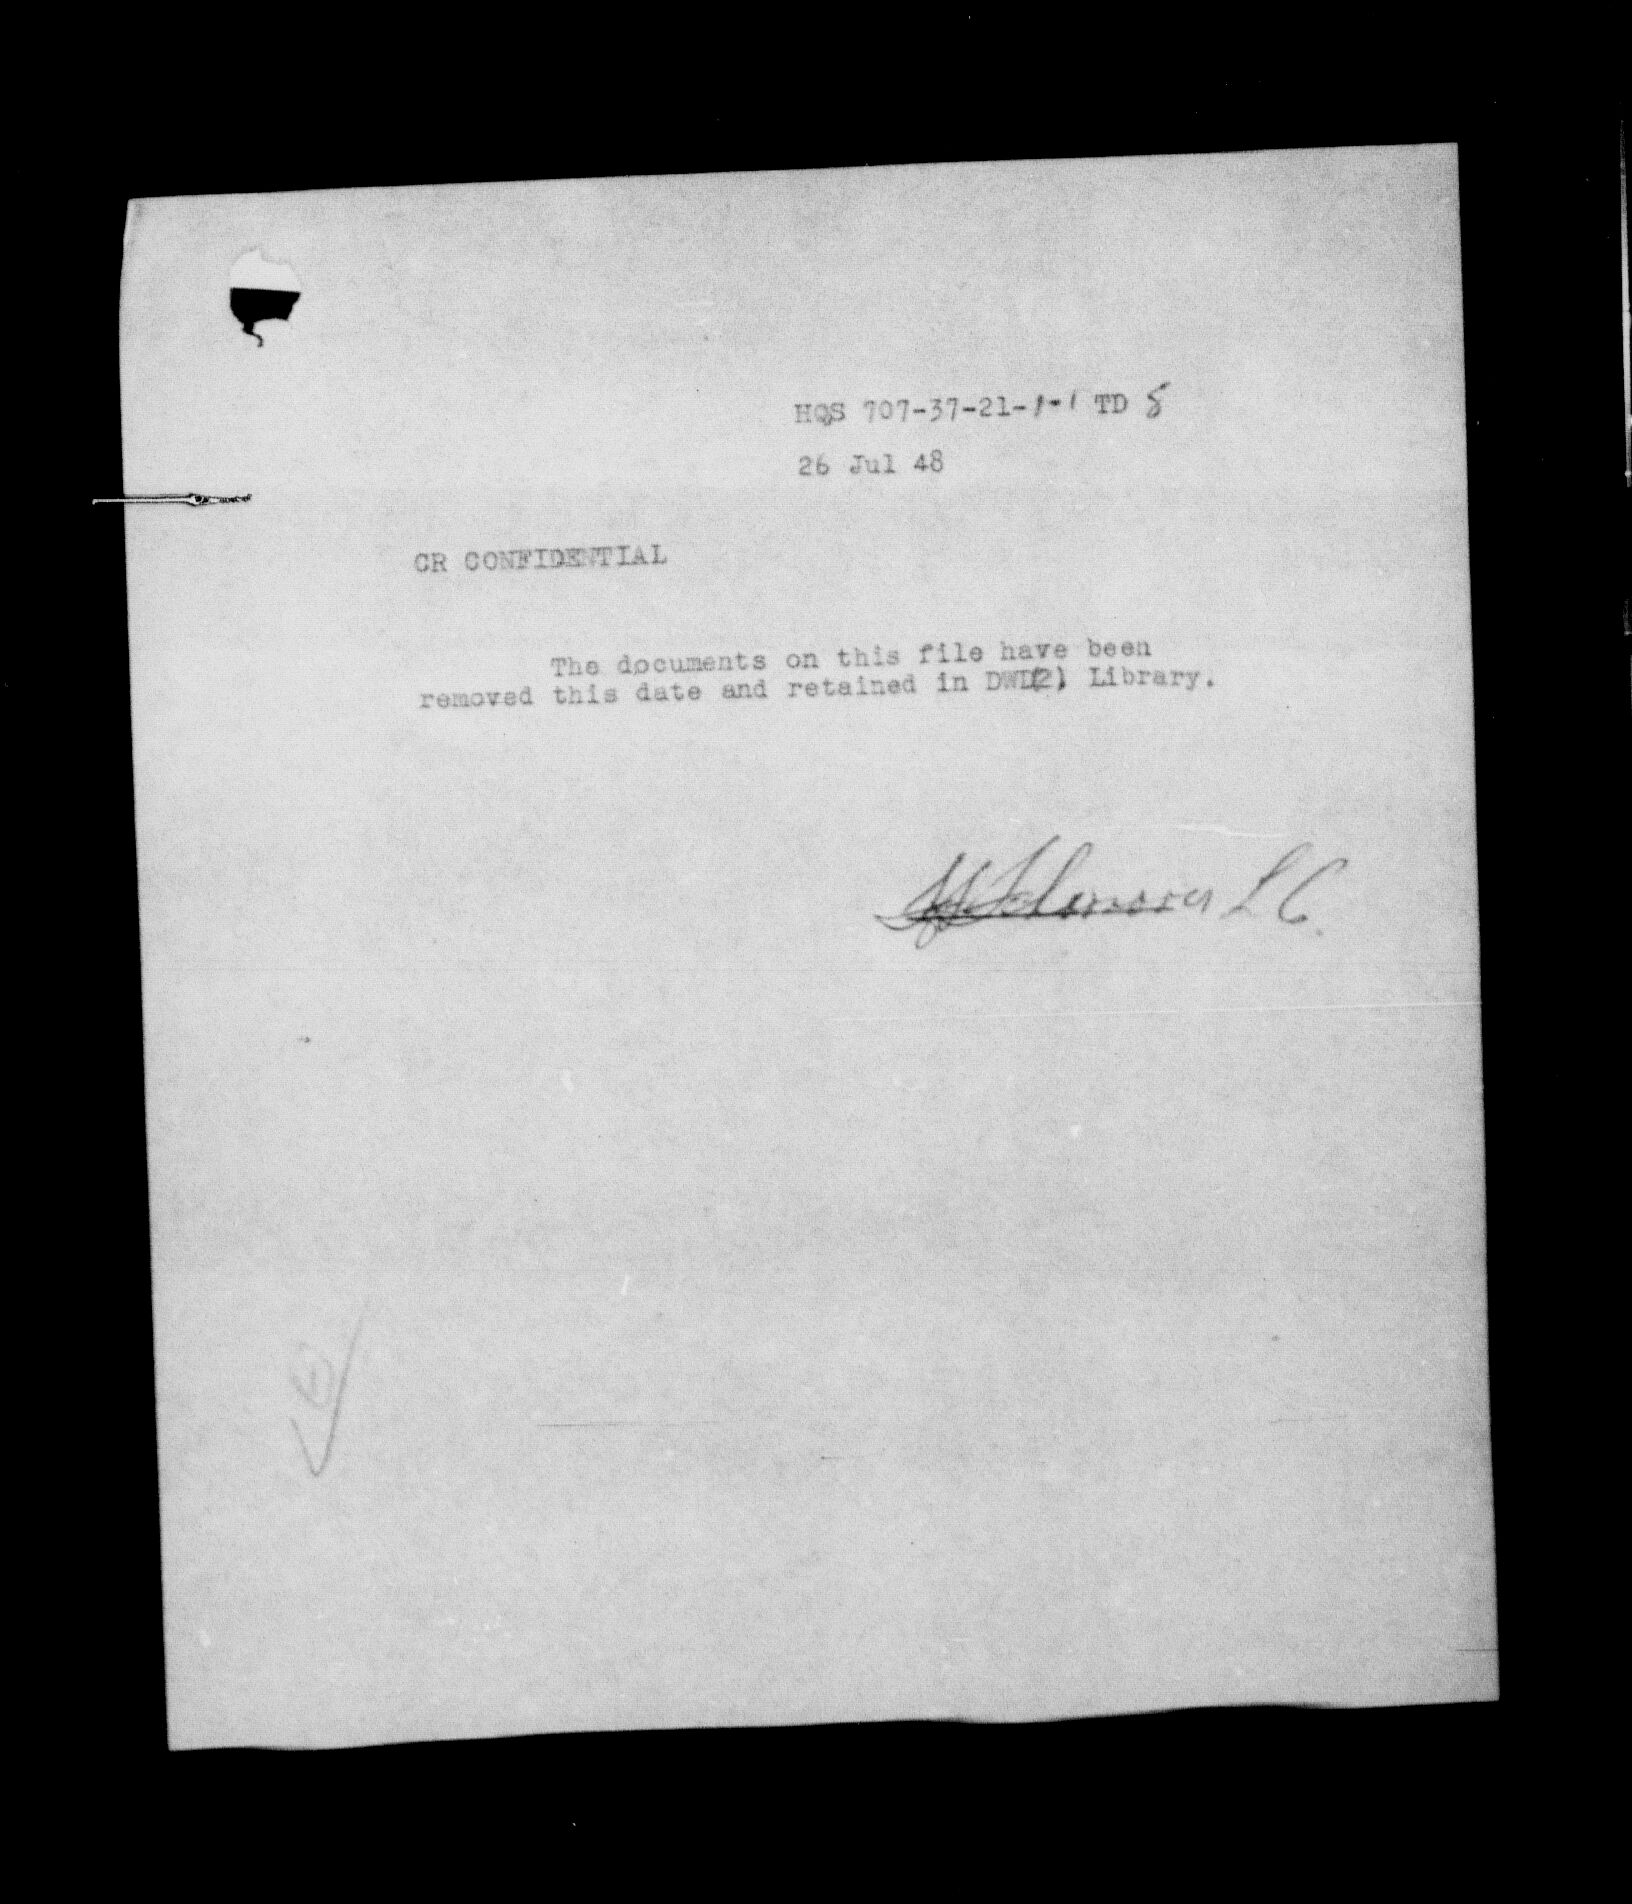 HQS 707-37-21-1-1 TD 8
26 Jul 48
CR CONFIDENTIAL
The documents on this file have been
removed this date and retained in DWD(2) Library.
L C